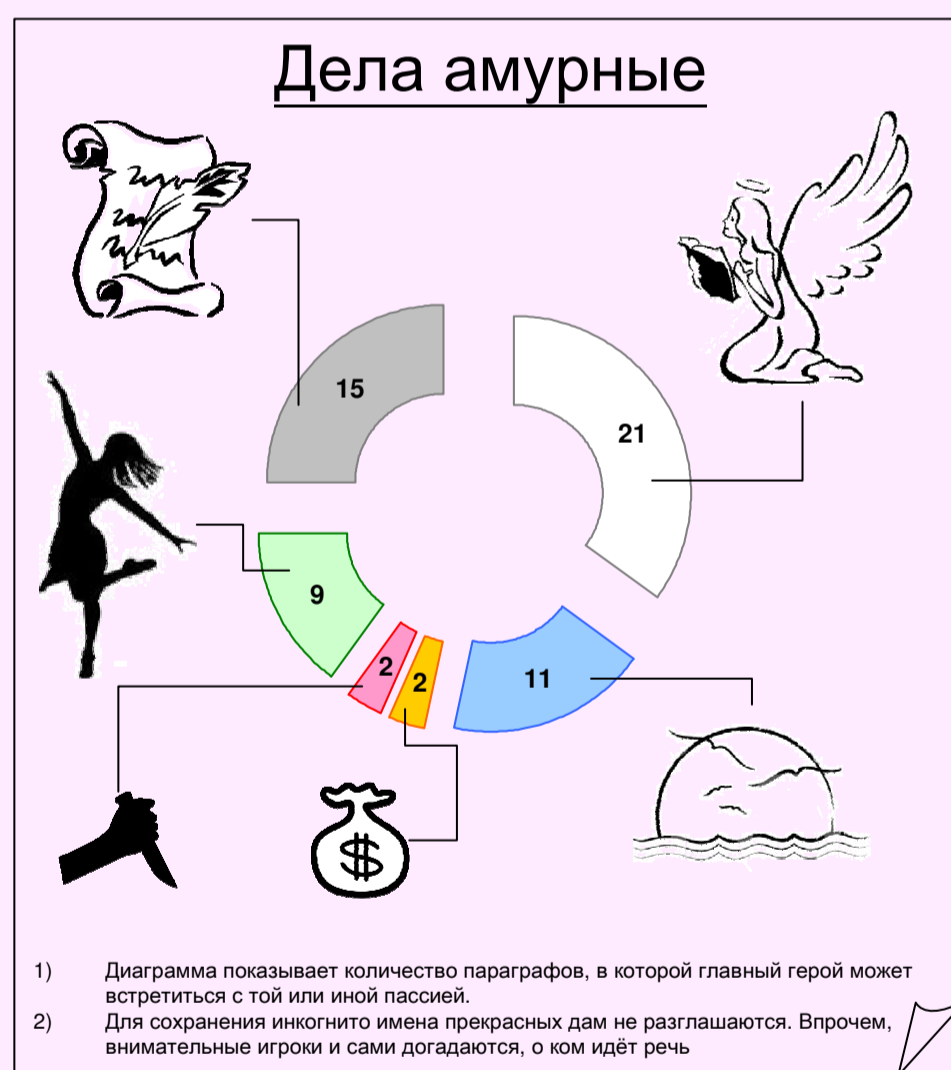 Дела амурные
15
21
9
2
2
11
$
1) Диаграмма показывает количество параграфов, в которой главный герой может
встретиться с той или иной пассией.
2) Для сохранения инкогнито имена прекрасных дам не разглашаются. Впрочем,
внимательные игроки и сами догадаются, о ком идёт речь